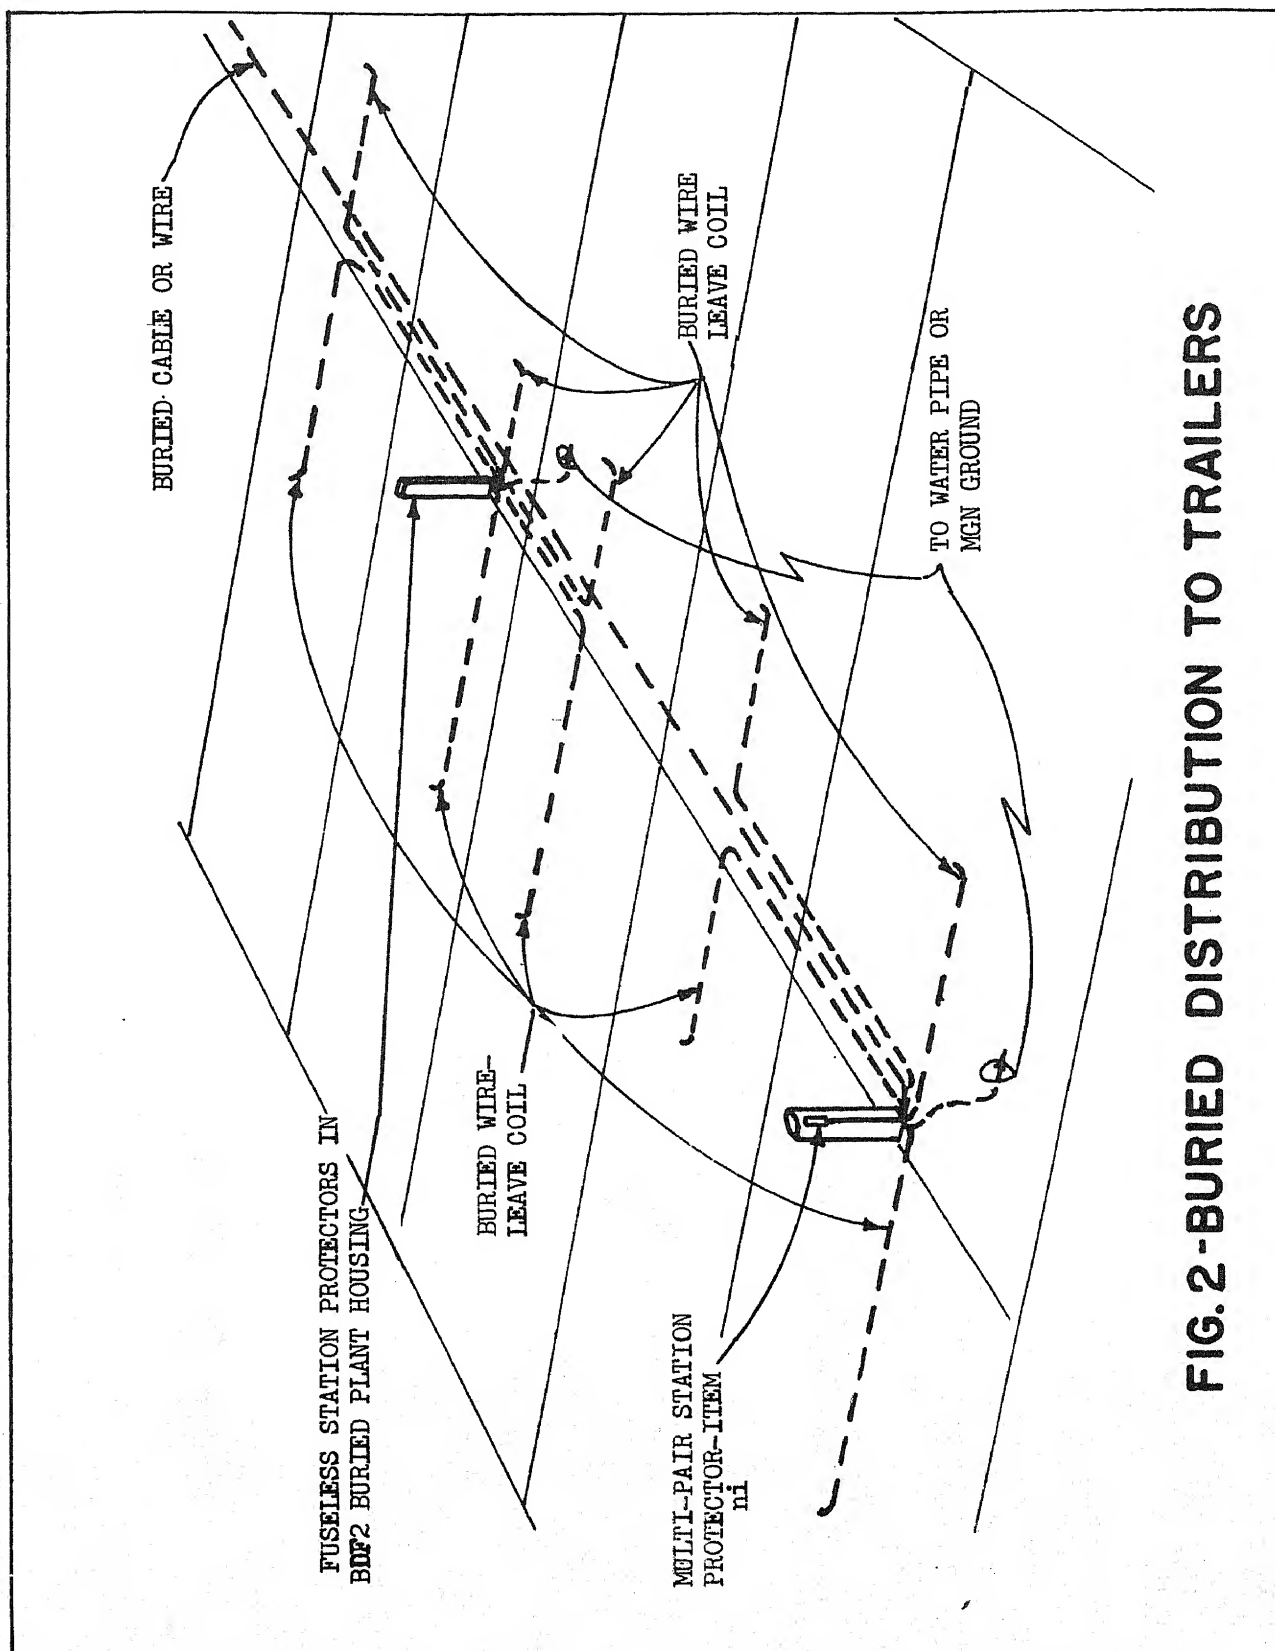 BURIED CABLE OR WIRE
FUSELESS STATION PROTECTORS IN
BDF2 BURIED PLANT HOUSING
BURIED WIRE
LEAVE COIL
BURIED WIRE-
LEAVE COIL
TO WATER PIPE OR
MGN GROUND
MULTI-PAIR STATION
PROTECTOR-ITEM
ni
FIG. 2-BURIED DISTRIBUTION TO TRAILERS